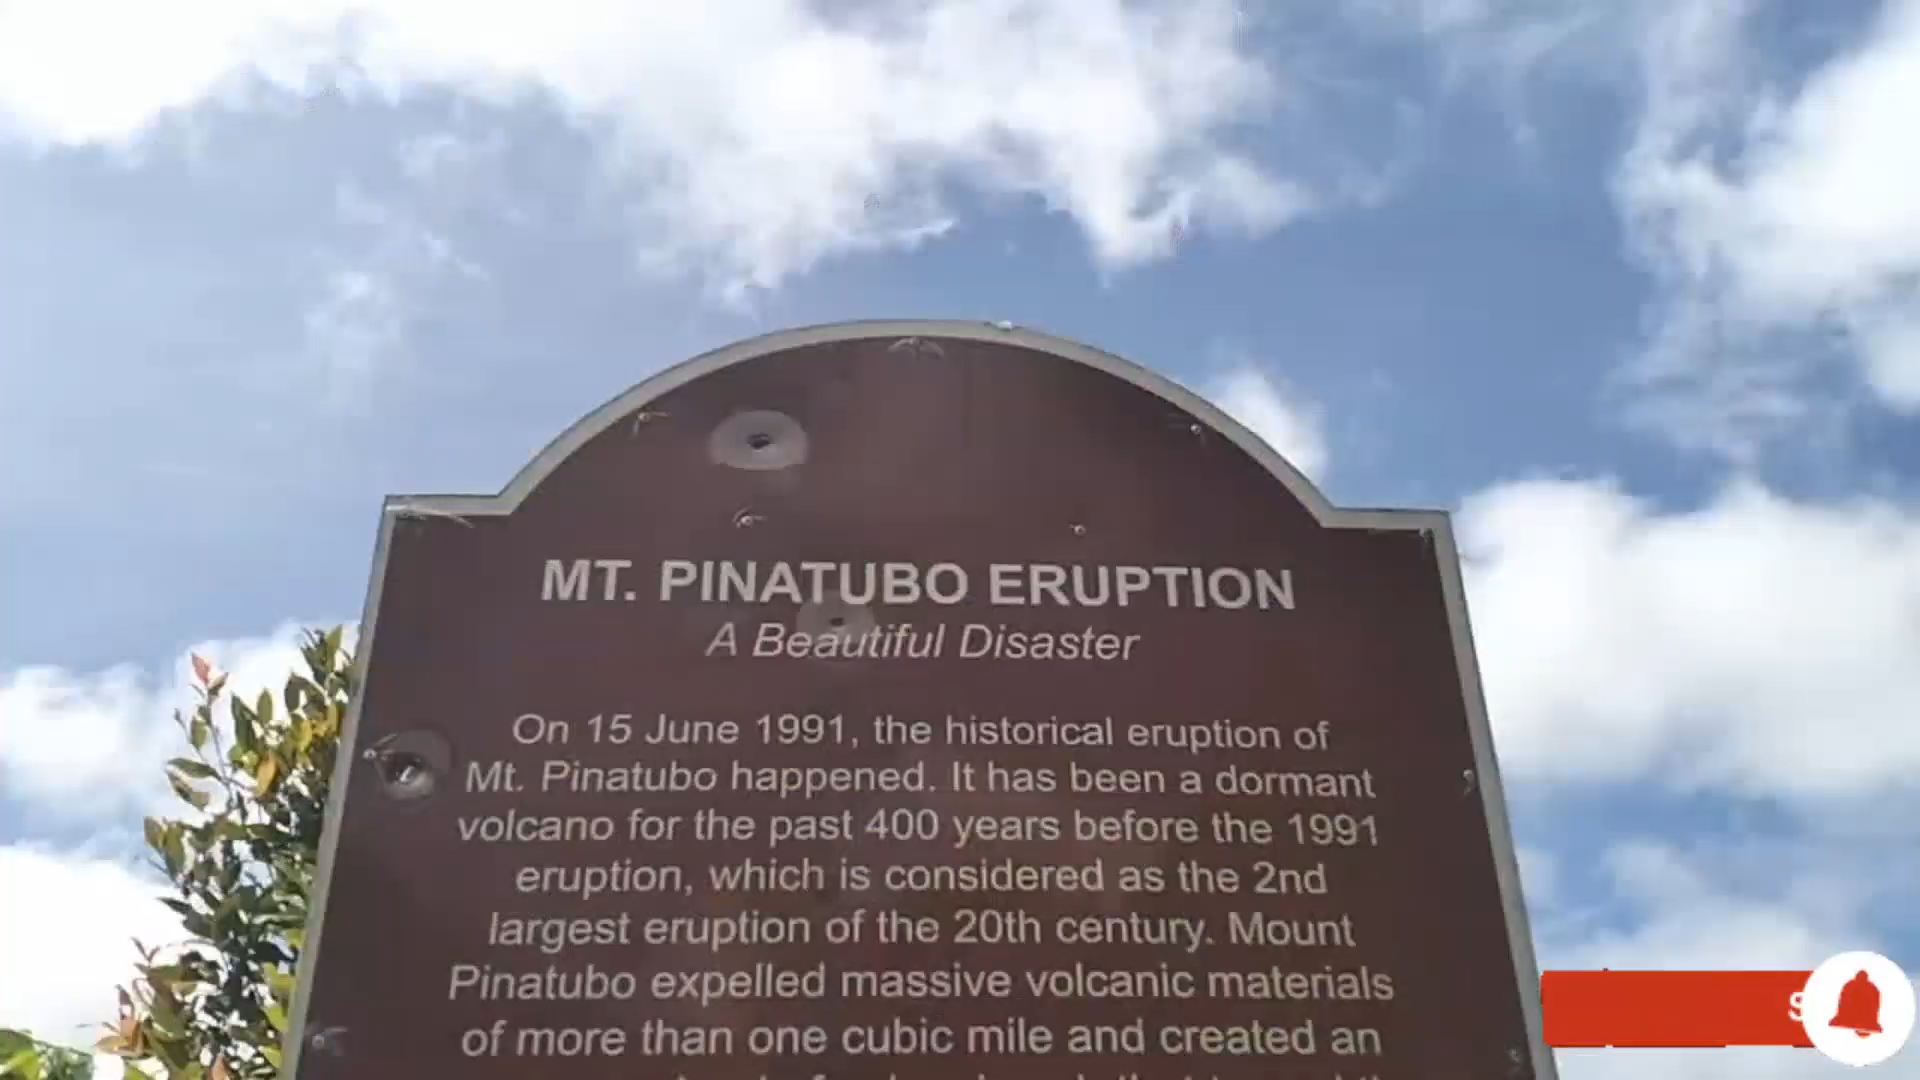 MT. PINATUBO ERUPTION
A Beautiful Disaster
On 15 June 1991, the historical eruption of
Mt. Pinatubo happened. It has been a dormant
volcano for the past 400 years before the 1991
eruption, which is considered as the 2nd
largest eruption of the 20th century. Mount
Pinatubo expelled massive volcanic materials
of more than one cubic mile and created an